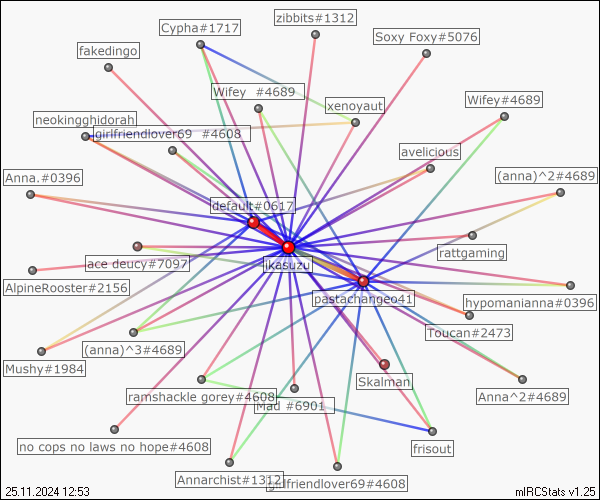 zibbits#1312
Cypha#1717
Soxy Foxy#5076
fakedingo
Wifey  #4689
Wifey#4689
xenoyaut
neokingghidorah
girlfriendlover69  #4608
avelicious
Anna.#0396
(anna)^2#4689
default#0617
rattgaming
ace deucy#7097
ikasuzu
AlpineRooster#2156
pastachangeo41
hypomanianna#0396
Toucan#2473
(anna)^3#4689
Mushy#1984
Skalman
ramshackle gorey#4608
Mad #6901
Anna^2#4689
no cops no laws no hope#4608
frisout
Annarchist#1312
girlfriendlover69#4608
25.11.2024 12:53
mIRCStats v1.25